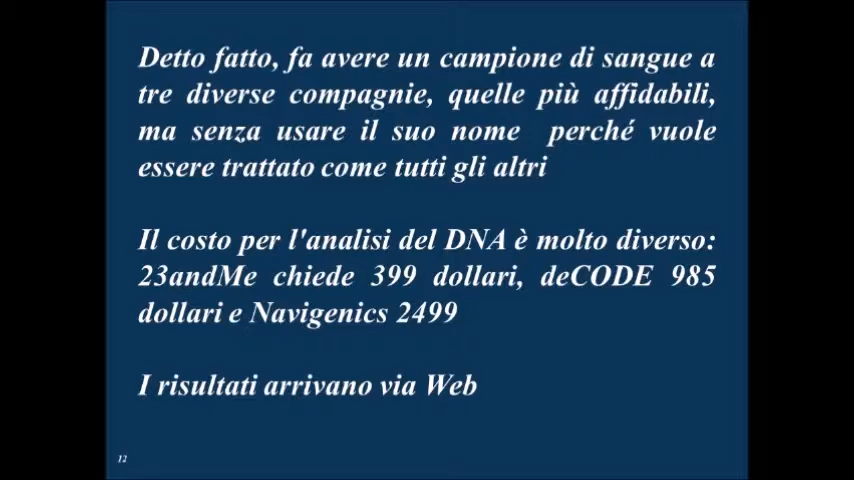 Detto fatto, fa avere un campione di sangue a
tre diverse compagnie, quelle più affidabili,
ma senza usare il suo nome perché vuole
essere trattato come tutti gli altri
Il costo per l'analisi del DNA è molto diverso:
23andMe chiede 399 dollari, deCODE 985
dollari e Navigenics 2499
I risultati arrivano via Web
12